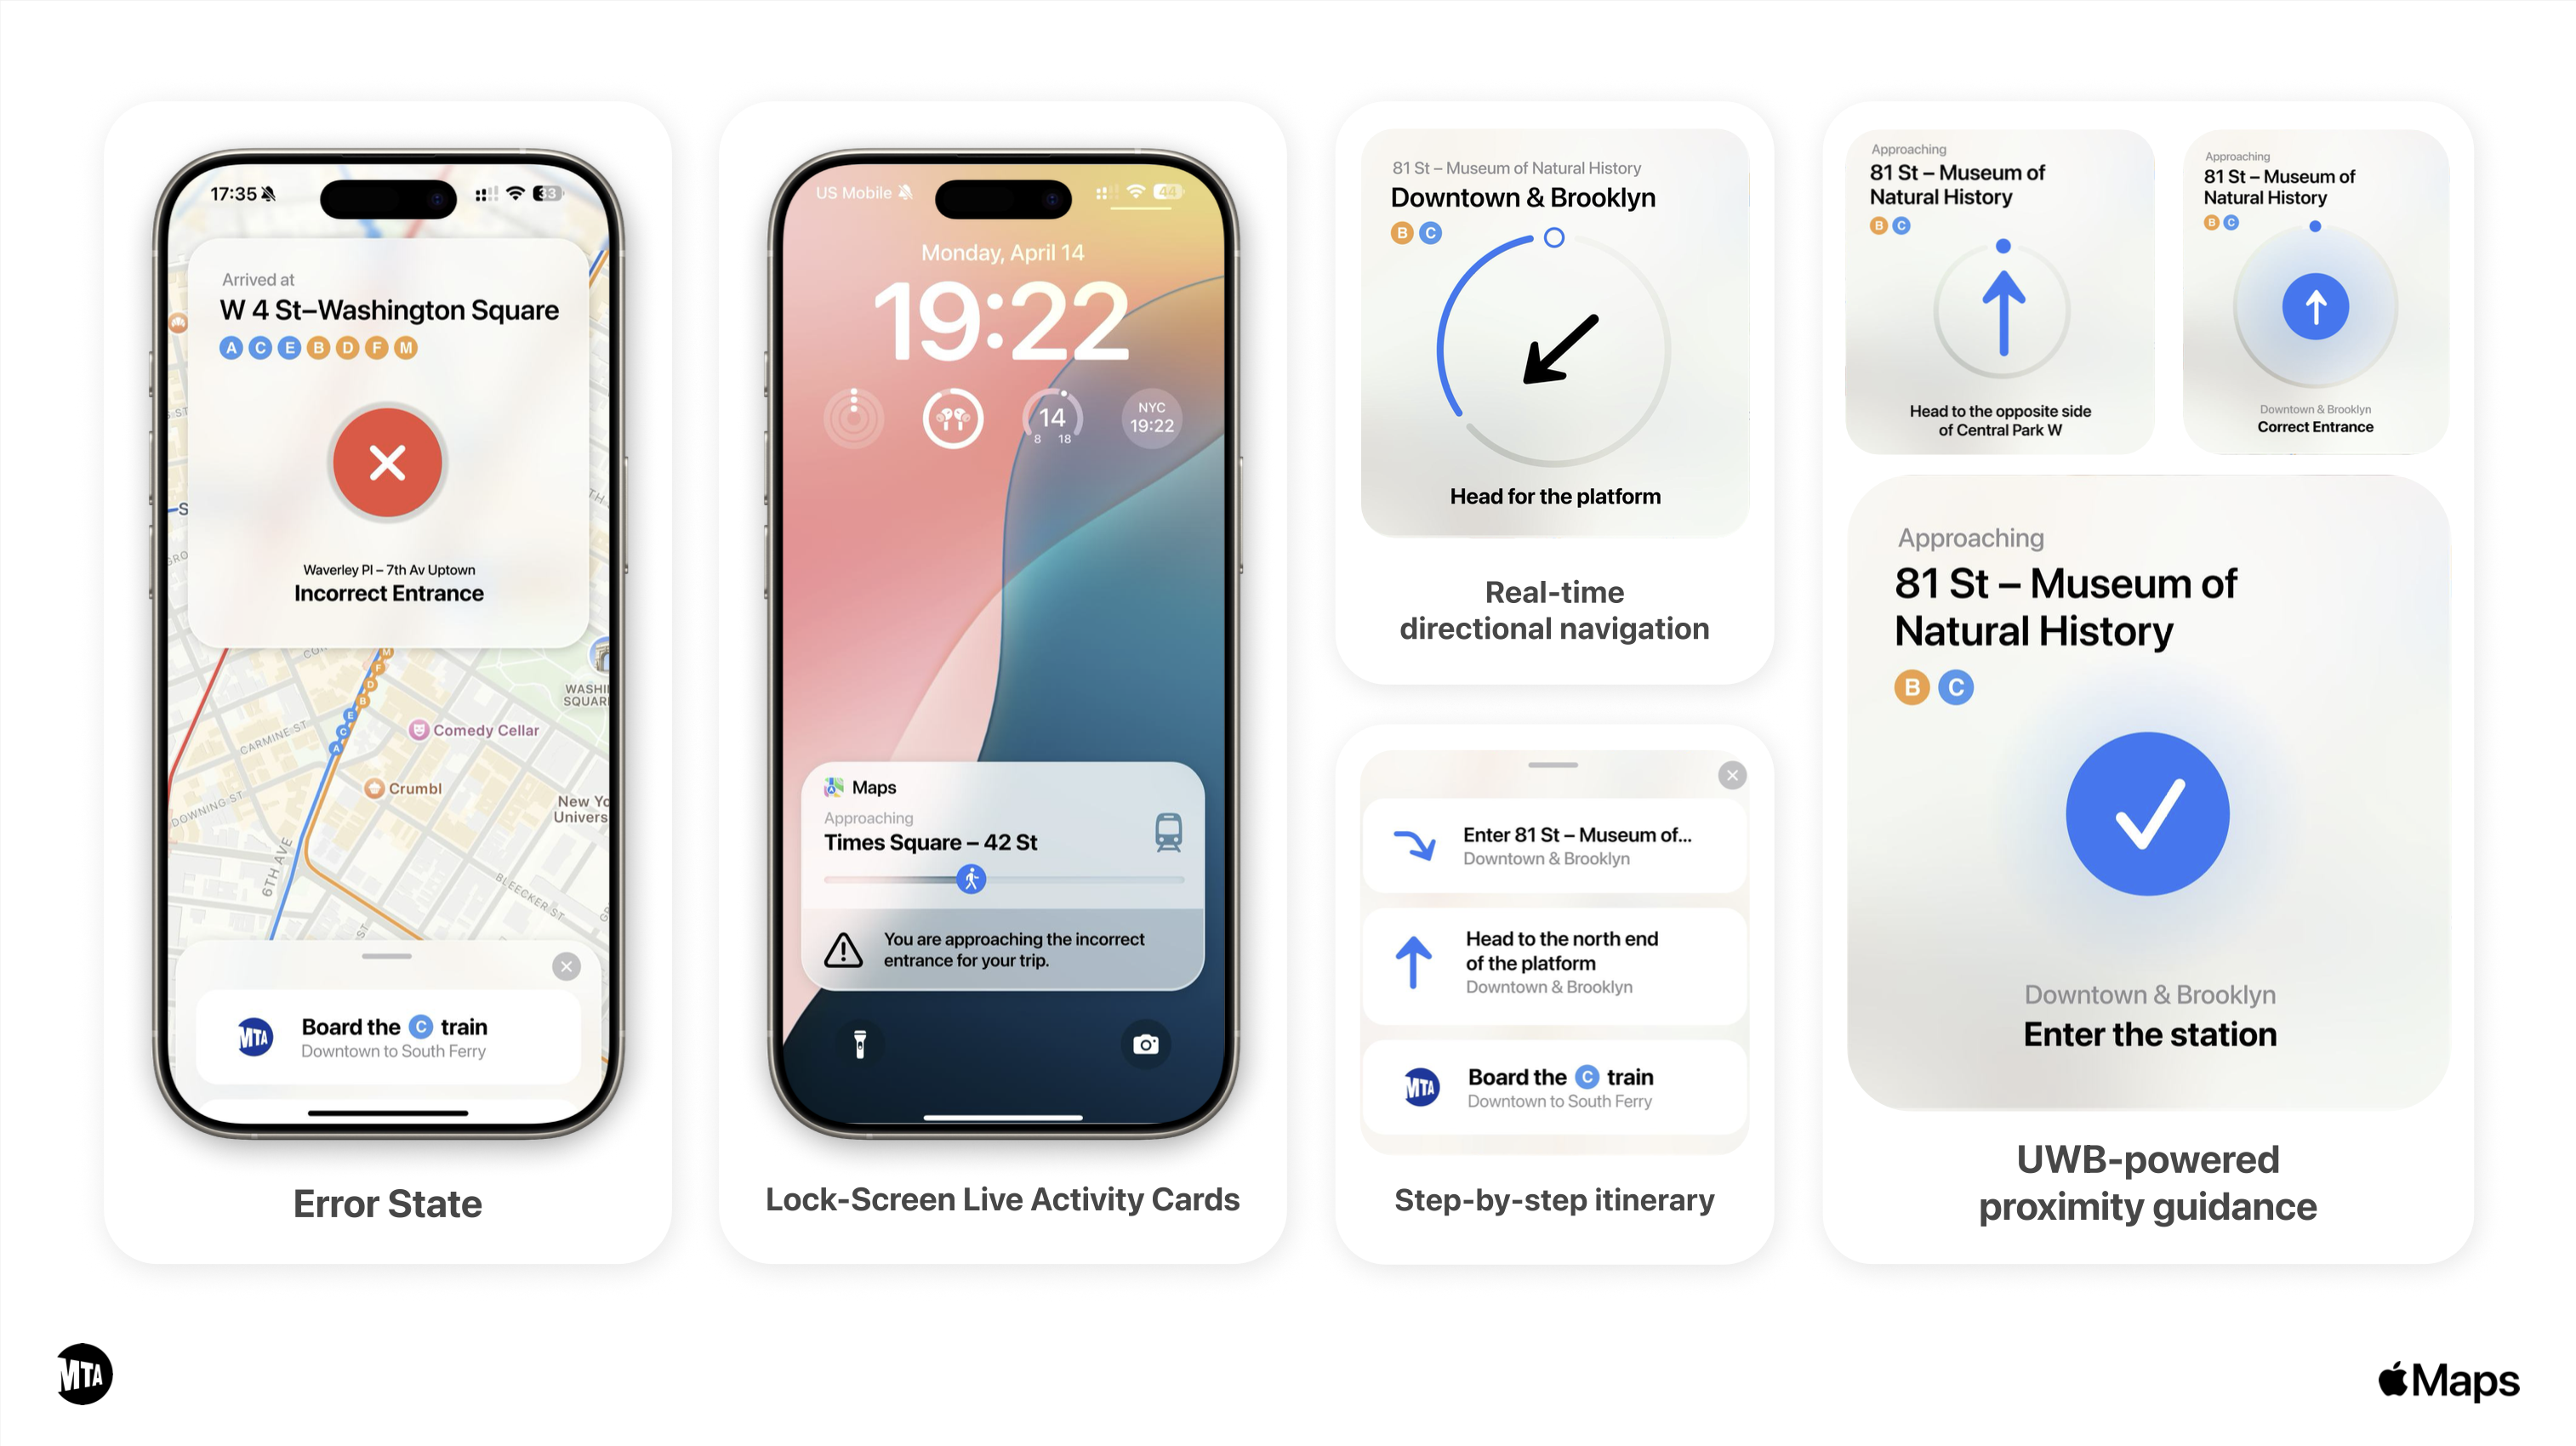 17:35
33
Arrived at
W 4 St–Washington Square
A C E B D F M
Waverley Pl – 7th Av Uptown
Incorrect Entrance
M
F
D
B
E
C
A
WASHI
SQUAR
Comedy Cellar
CARMINE ST
Crumbl
DOWNING ST
New Yo
Univers
6TH AVE
BLEECKER ST
MTA
Board the C train
Downtown to South Ferry
Error State
US Mobile
44
Monday, April 14
19:22
14
8 18
NYC
19:22
Maps
Approaching
Times Square – 42 St
You are approaching the incorrect
entrance for your trip.
Lock-Screen Live Activity Cards
81 St – Museum of Natural History
Downtown & Brooklyn
B C
Head for the platform
Real-time
directional navigation
Enter 81 St – Museum of...
Downtown & Brooklyn
Head to the north end
of the platform
Downtown & Brooklyn
MTA
Board the C train
Downtown to South Ferry
Step-by-step itinerary
Approaching
81 St – Museum of
Natural History
B C
Head to the opposite side
of Central Park W
Approaching
81 St – Museum of
Natural History
B C
Downtown & Brooklyn
Correct Entrance
Approaching
81 St – Museum of
Natural History
B C
Downtown & Brooklyn
Enter the station
UWB-powered
proximity guidance
MTA
Maps